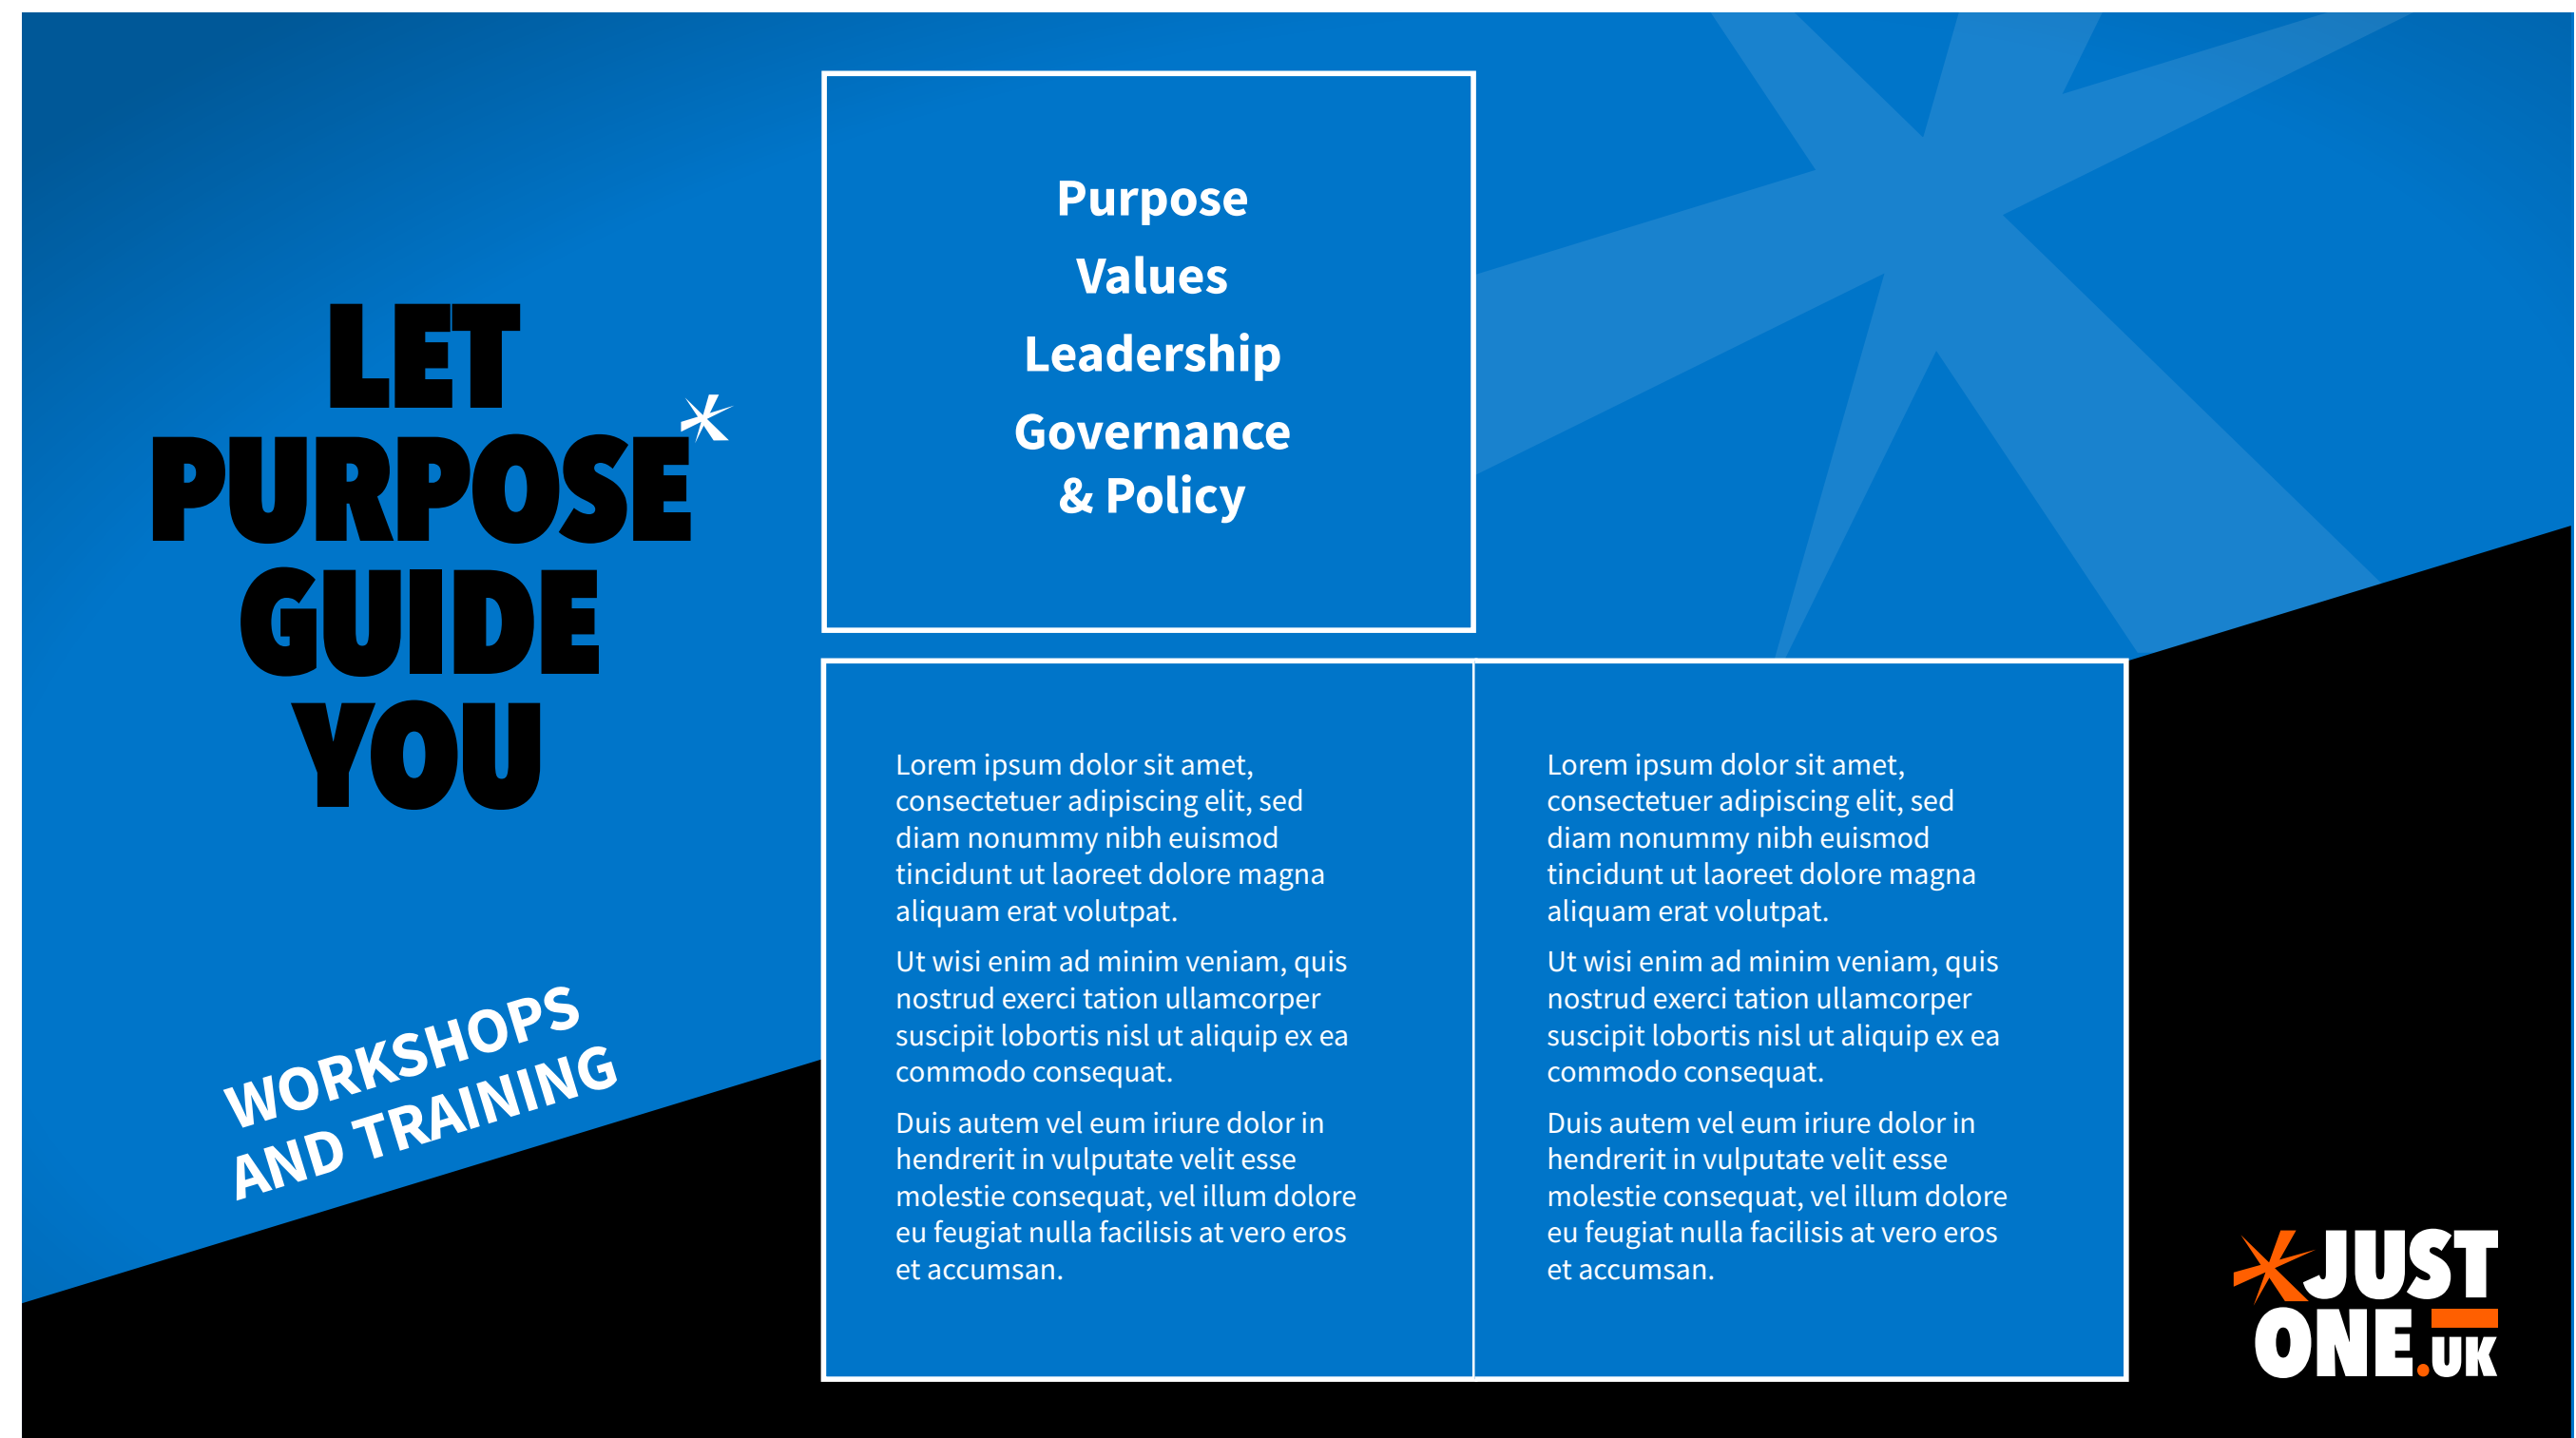 LET
PURPOSE
GUIDE
YOU
WORKSHOPS
AND TRAINING
Purpose
Values
Leadership
Governance
& Policy
Lorem ipsum dolor sit amet,
consectetuer adipiscing elit, sed
diam nonummy nibh euismod
tincidunt ut laoreet dolore magna
aliquam erat volutpat.
Ut wisi enim ad minim veniam, quis
nostrud exerci tation ullamcorper
suscipit lobortis nisl ut aliquip ex ea
commodo consequat.
Duis autem vel eum iriure dolor in
hendrerit in vulputate velit esse
molestie consequat, vel illum dolore
eu feugiat nulla facilisis at vero eros
et accumsan.
Lorem ipsum dolor sit amet,
consectetuer adipiscing elit, sed
diam nonummy nibh euismod
tincidunt ut laoreet dolore magna
aliquam erat volutpat.
Ut wisi enim ad minim veniam, quis
nostrud exerci tation ullamcorper
suscipit lobortis nisl ut aliquip ex ea
commodo consequat.
Duis autem vel eum iriure dolor in
hendrerit in vulputate velit esse
molestie consequat, vel illum dolore
eu feugiat nulla facilisis at vero eros
et accumsan.
JUST
ONE.UK